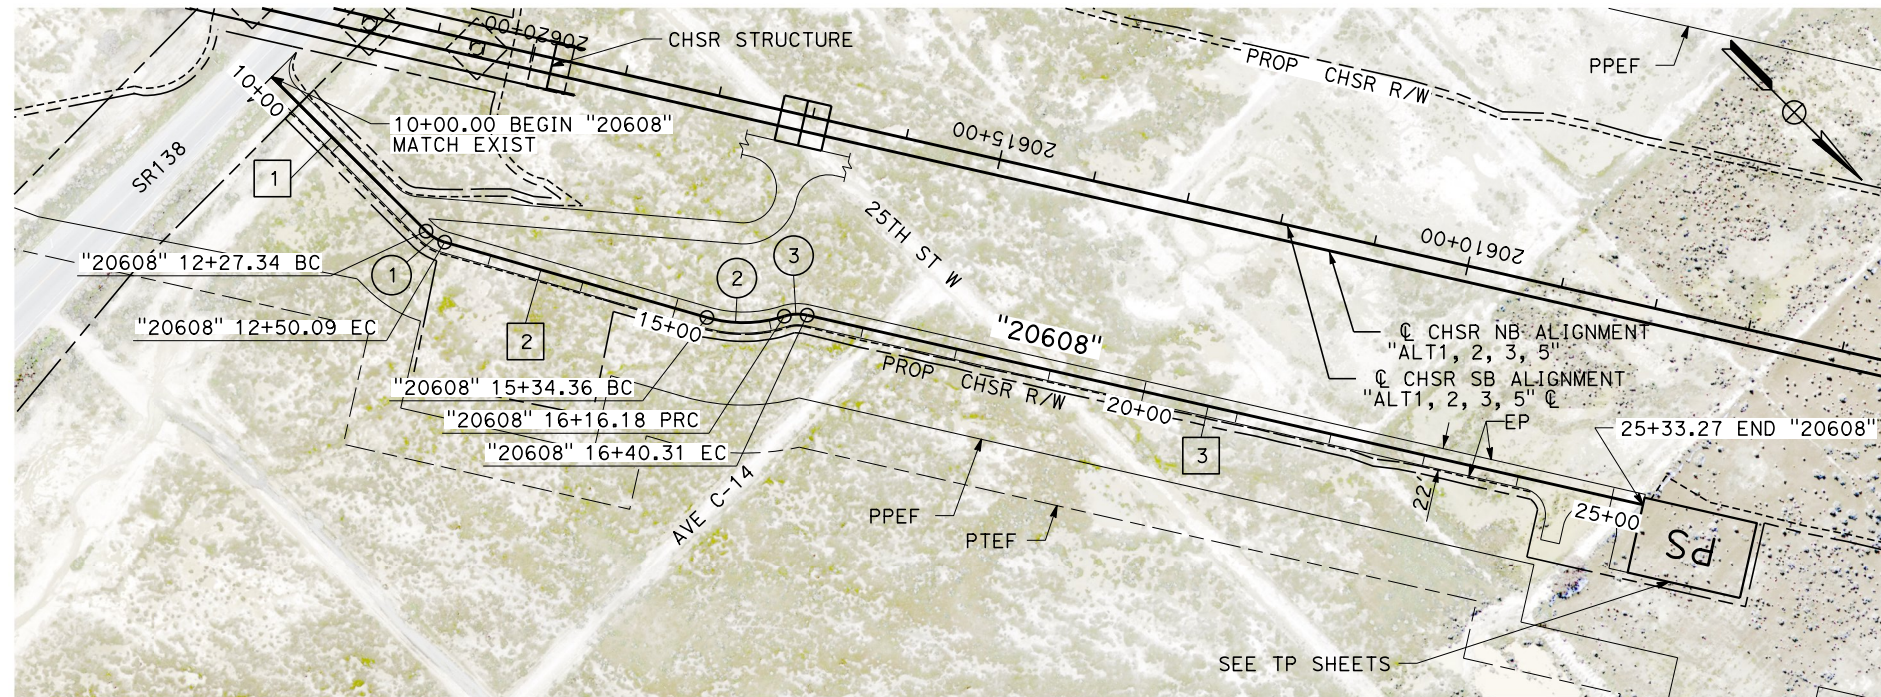 20620+00
CHSR STRUCTURE
PPEF
PROP CHSR R/W
10+00
10+00.00 BEGIN "20608"
MATCH EXIST
20615+00
SR138
1
25TH ST W
20610+00
"20608" 12+27.34 BC
1
2
3
"20608" 12+50.09 EC
2
15+00
"20608"
℄ CHSR NB ALIGNMENT
"ALT1, 2, 3, 5"
℄ CHSR SB ALIGNMENT
"ALT1, 2, 3, 5" ℄
"20608" 15+34.36 BC
PROP CHSR R/W
20+00
"20608" 16+16.18 PRC
EP
25+33.27 END "20608"
"20608" 16+40.31 EC
3
22'
AVE C-14
PPEF
PTEF
25+00
PS
SEE TP SHEETS